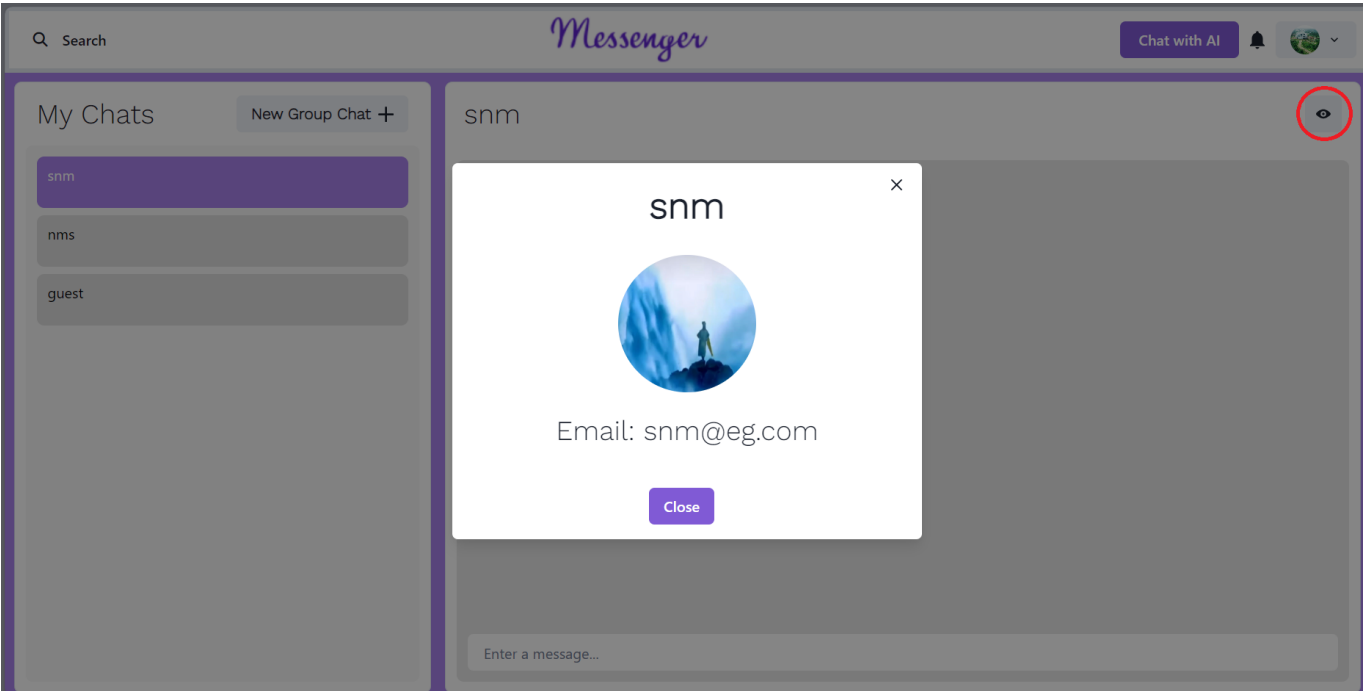 Search
Messenger
Chat with AI
My Chats
New Group Chat +
snm
nms
guest
snm
snm
Email: snm@eg.com
Close
Enter a message...